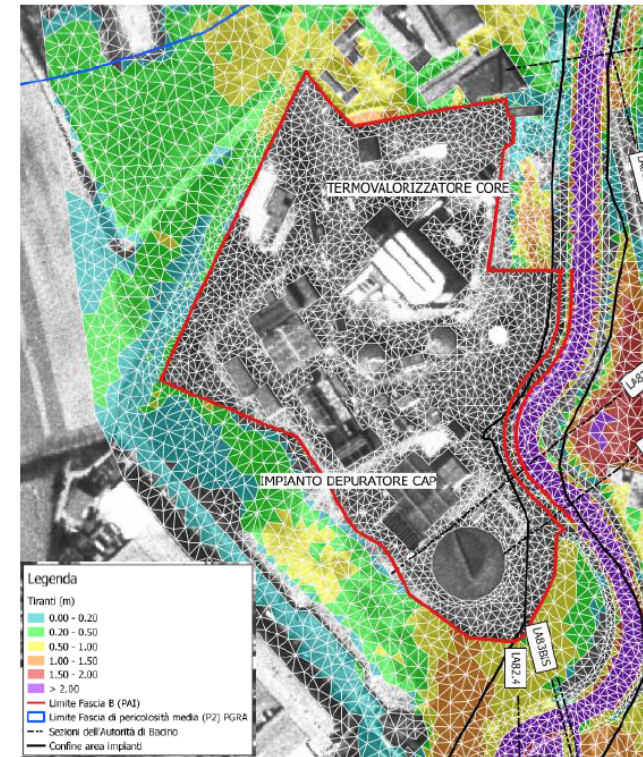 TERMOVALORIZZATORE CORE
IMPIANTO DEPURATORE CAP
LA83BIS
LA82.4
Legenda
Tiranti (m)
0.00 - 0.20
0.20 - 0.50
0.50 - 1.00
1.00 - 1.50
1.50 - 2.00
> 2.00
Limite Fascia B (PAI)
Limite Fascia di pericolosità media (P2) PGRA
Sezioni dell'Autorità di Bacino
Confine area impianti